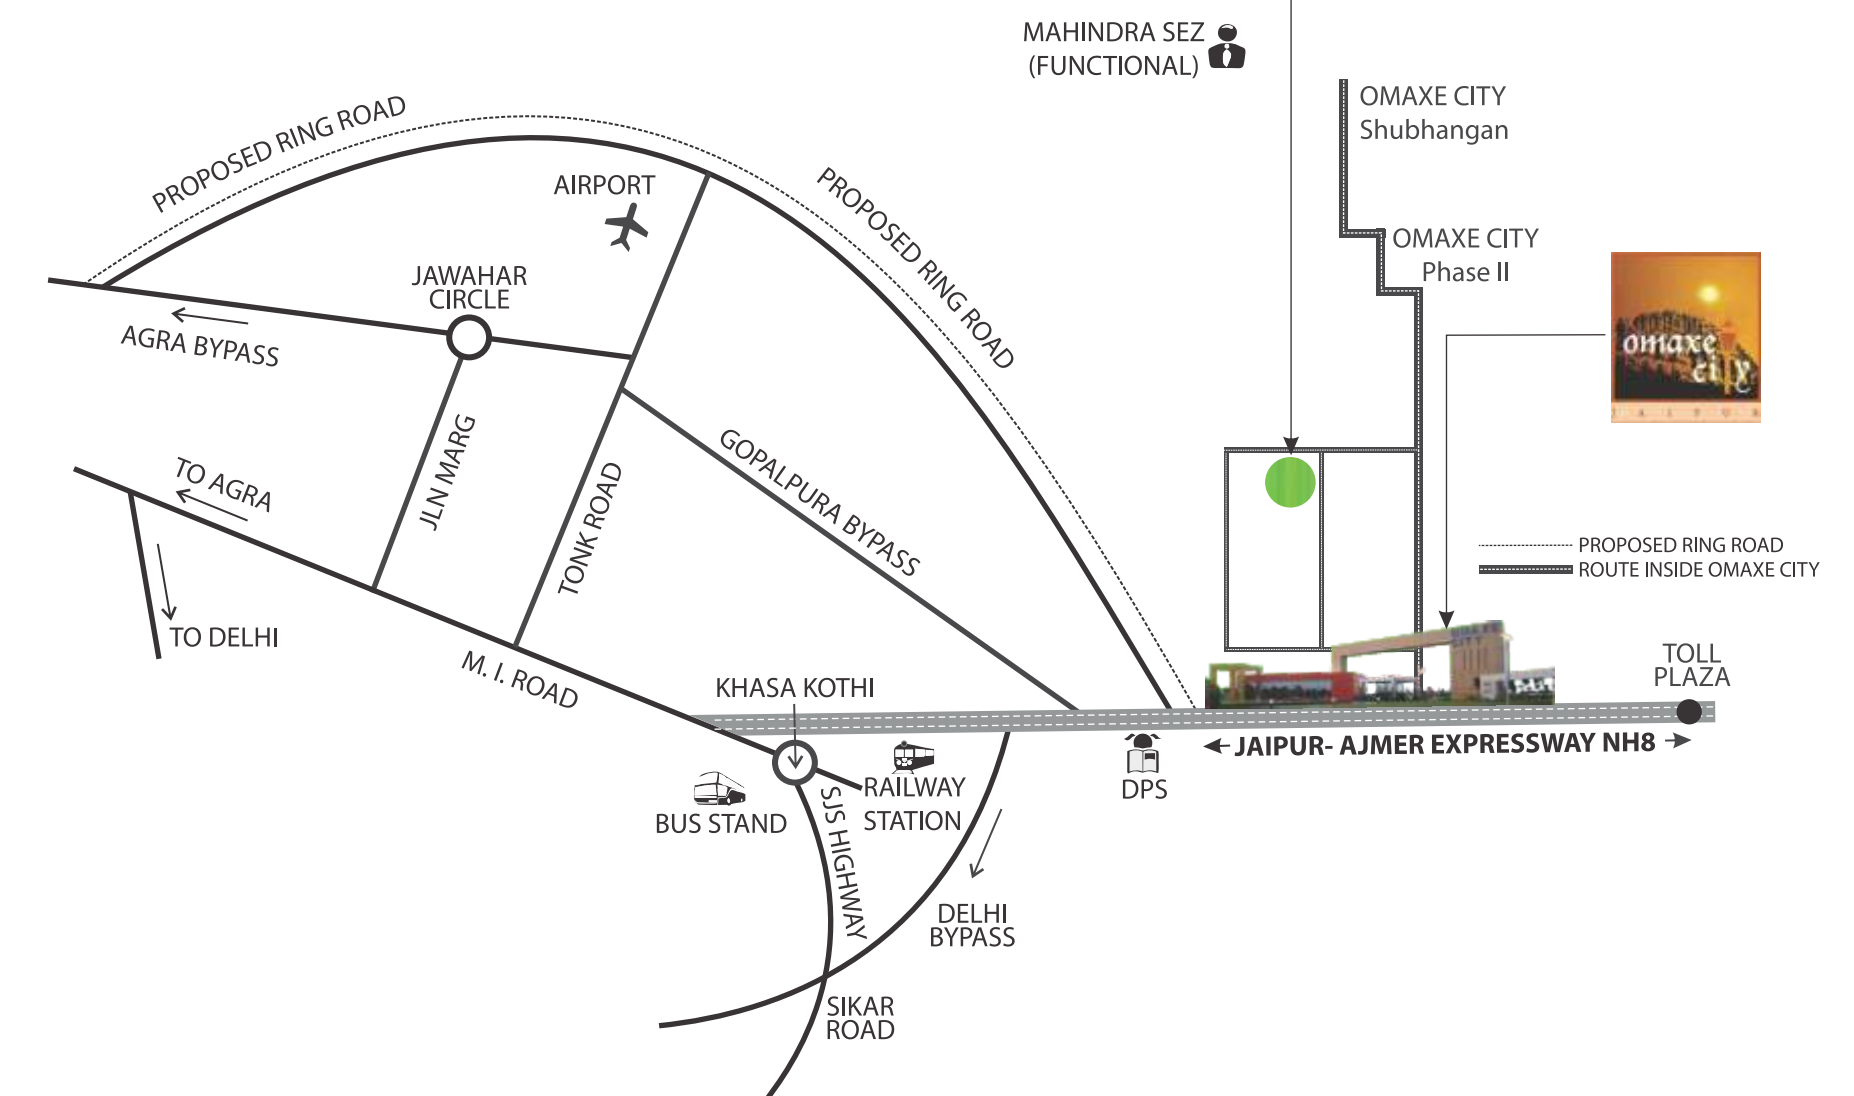 MAHINDRA SEZ
(FUNCTIONAL)
OMAXE CITY
Shubhangan
PROPOSED RING ROAD
AIRPORT
PROPOSED RING ROAD
OMAXE CITY
Phase II
JAWAHAR
CIRCLE
AGRA BYPASS
omaxe
city
JAIPUR
JLN MARG
GOPALPURA BYPASS
TO AGRA
TONK ROAD
PROPOSED RING ROAD
ROUTE INSIDE OMAXE CITY
TO DELHI
M. I. ROAD
KHASA KOTHI
TOLL
PLAZA
JAIPUR- AJMER EXPRESSWAY NH8
BUS STAND
SJS HIGHWAY
RAILWAY
STATION
DPS
DELHI
BYPASS
SIKAR
ROAD